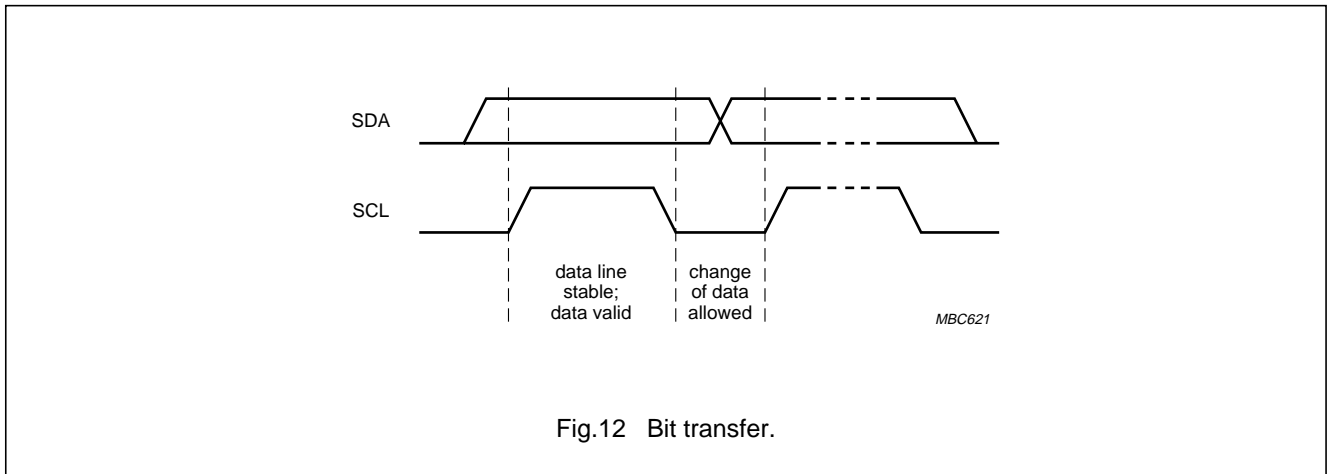 SDA
SCL
data line
stable;
data valid
change
of data
allowed
MBC621
Fig.12 Bit transfer.